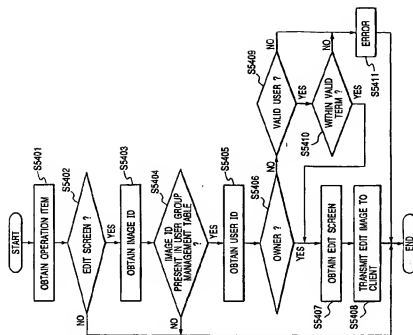 START
S5401
OBTAIN OPERATION ITEM
S5402
EDIT SCREEN ?
NO
YES
S5403
OBTAIN IMAGE ID
S5404
IMAGE ID
PRESENT IN USER GROUP
MANAGEMENT TABLE
?
NO
YES
S5405
OBTAIN USER ID
S5406
OWNER ?
NO
YES
S5409
VALID USER ?
NO
YES
S5410
WITHIN VALID
TERM ?
NO
YES
S5411
ERROR
S5407
OBTAIN EDIT SCREEN
S5408
TRANSMIT EDIT IMAGE TO
CLIENT
END